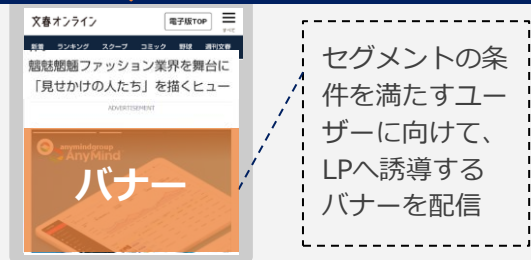 文春オンライン
電子版TOP
すべて
新着 ランキング スクープ コミック 野球 週刊文春
魑魅魍魎ファッション業界を舞台に
「見せかけの人たち」を描くヒュー
ADVERTISEMENT
anymindgroup
AnyMind
バナー
セグメントの条
件を満たすユー
ザーに向けて、
LPへ誘導する
バナーを配信